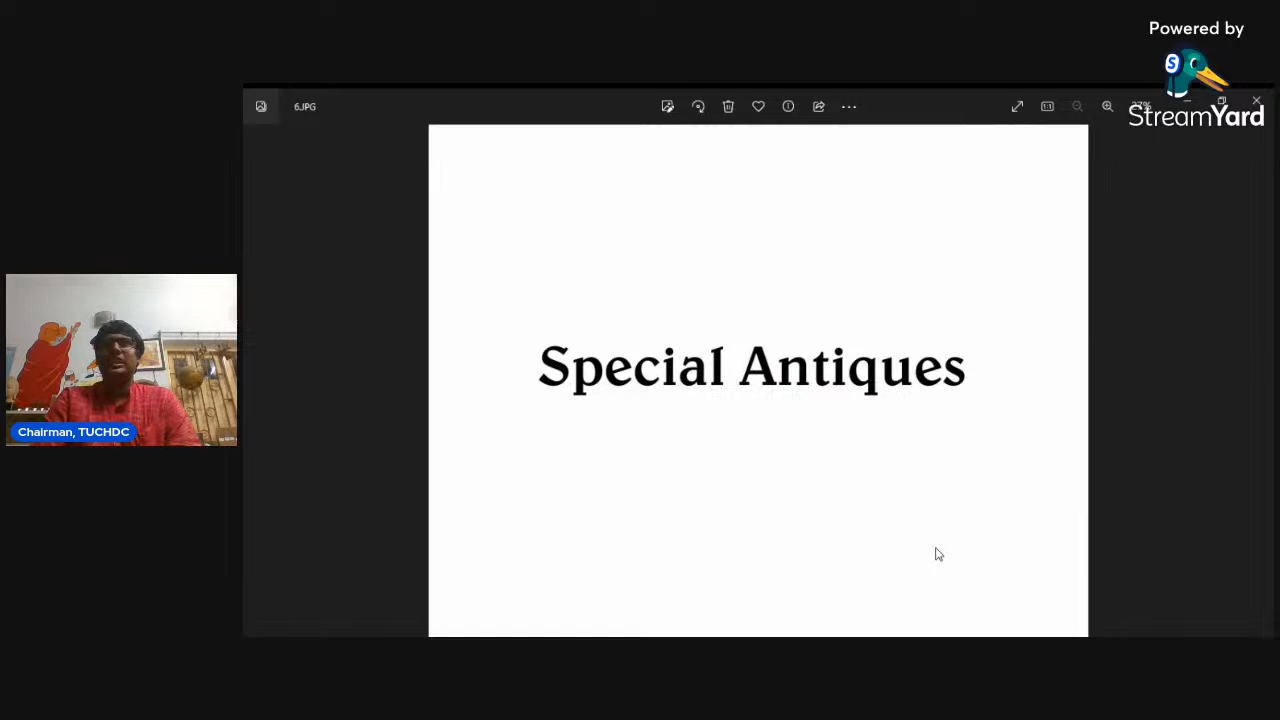 Powered by
StreamYard
6.JPG
Special Antiques
Chairman, TUCHDC